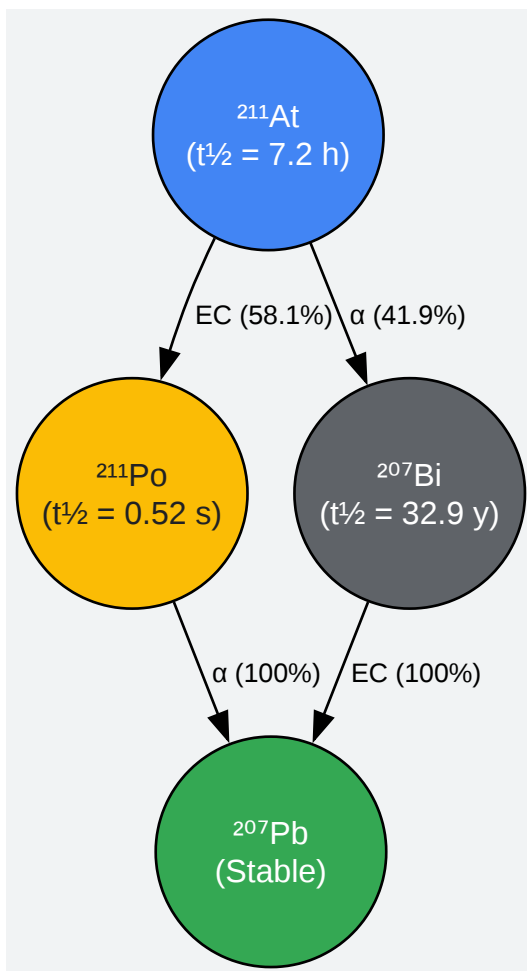 ²¹¹At
(t½ = 7.2 h)
EC (58.1%)
α (41.9%)
²¹¹Po
(t½ = 0.52 s)
²⁰⁷Bi
(t½ = 32.9 y)
α (100%)
EC (100%)
²⁰⁷Pb
(Stable)